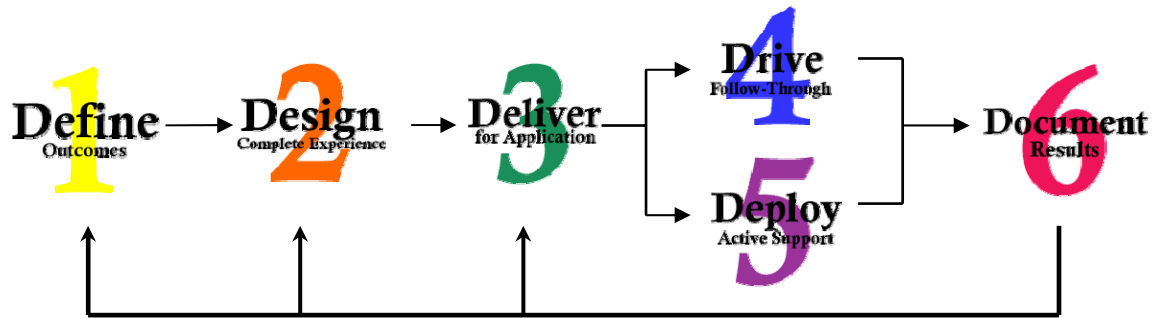 1
Define
Outcomes
2
Design
Complete Experience
3
Deliver
for Application
4
Drive
Follow-Through
5
Deploy
Active Support
6
Document
Results